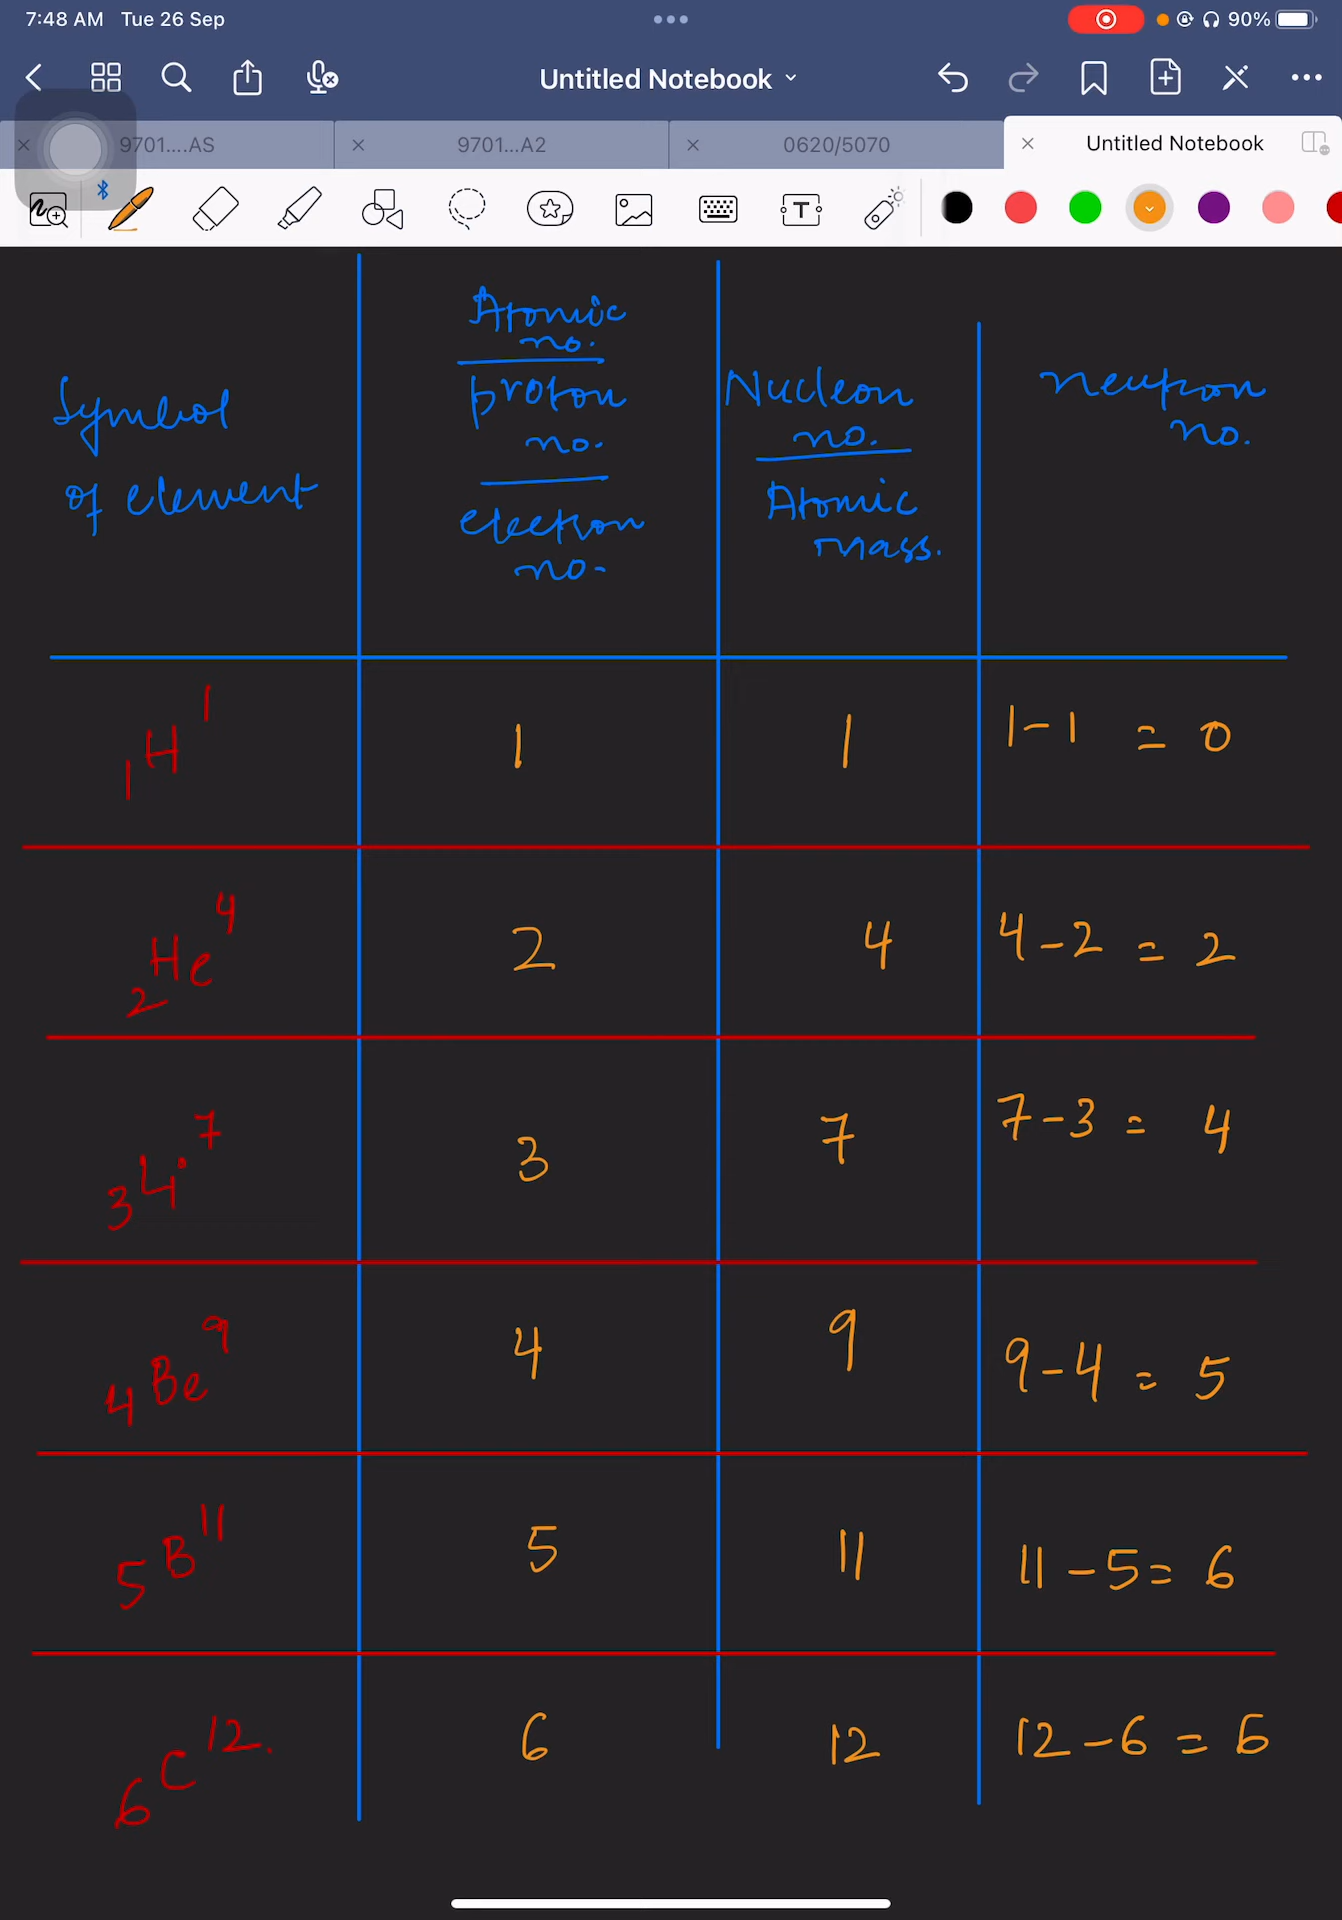 7:48 AM Tue 26 Sep
90%
Untitled Notebook
9701....AS
9701...A2
0620/5070
Untitled Notebook
T
Symbol
of element
Atomic
no.
proton
no.
electron
no.
Nucleon
no.
Atomic
mass.
neutron
no.
₁H¹ 1 1 1-1 = 0
₂He⁴ 2 4 4-2 = 2
₃Li⁷ 3 7 7-3 = 4
₄Be⁹ 4 9 9-4 = 5
₅B¹¹ 5 11 11-5= 6
₆C¹². 6 12 12-6 = 6